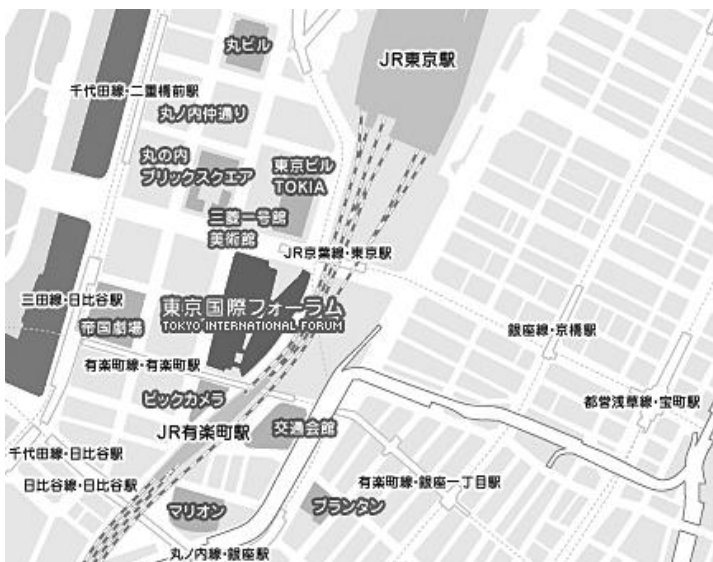 丸ビル
JR東京駅
千代田線・二重橋前駅
丸ノ内仲通り
丸の内
ブリックスクエア
東京ビル
TOKIA
三菱一号館
美術館
JR京葉線・東京駅
三田線・日比谷駅
東京国際フォーラム
TOKYO INTERNATIONAL FORUM
帝国劇場
銀座線・京橋駅
有楽町線・有楽町駅
ビックカメラ
都営浅草線・宝町駅
JR有楽町駅
交通会館
千代田線・日比谷駅
日比谷線・日比谷駅
有楽町線・銀座一丁目駅
マリオン
プランタン
丸ノ内線・銀座駅